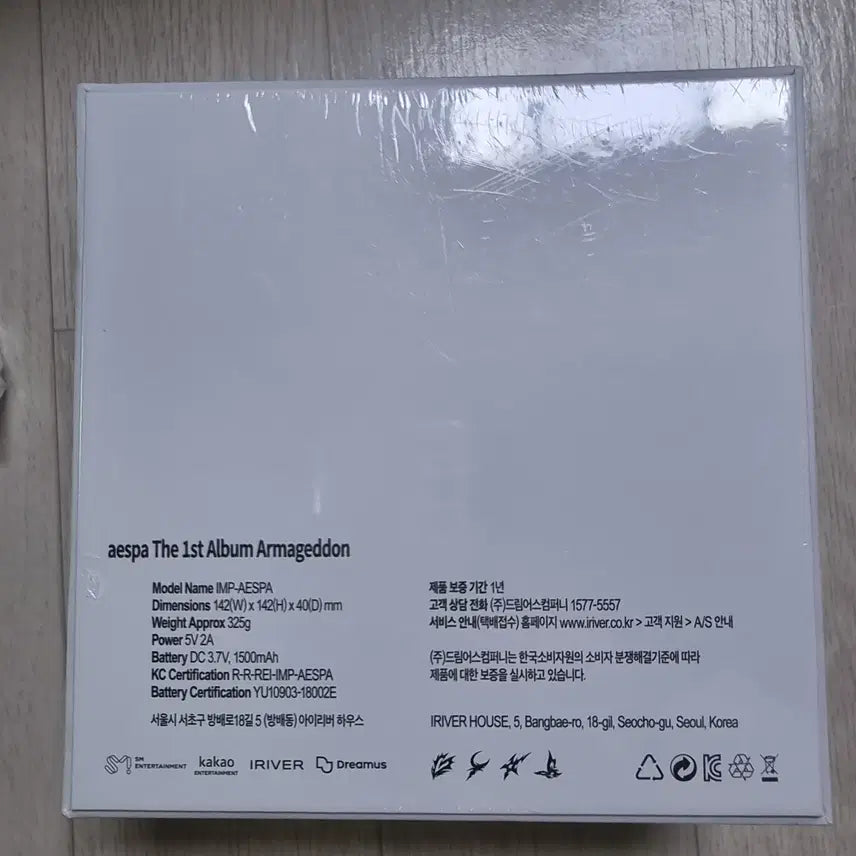 aespa The 1st Album Armageddon
Model Name IMP-AESPA
Dimensions 142(W) x 142(H) x 40(D) mm
Weight Approx 325g
Power 5V 2A
Battery DC 3.7V, 1500mAh
KC Certification R-R-REI-IMP-AESPA
Battery Certification YU10903-18002E
서울시 서초구 방배로18길 5 (방배동) 아이리버 하우스
제품 보증 기간 1년
고객 상담 전화 (주)드림어스컴퍼니 1577-5557
서비스 안내(택배접수) 홈페이지 www.iriver.co.kr > 고객 지원 > A/S 안내
(주)드림어스컴퍼니는 한국소비자원의 소비자 분쟁해결기준에 따라
제품에 대한 보증을 실시하고 있습니다.
IRIVER HOUSE, 5, Bangbae-ro, 18-gil, Seocho-gu, Seoul, Korea
SM ENTERTAINMENT
kakao ENTERTAINMENT
IRIVER
Dreamus